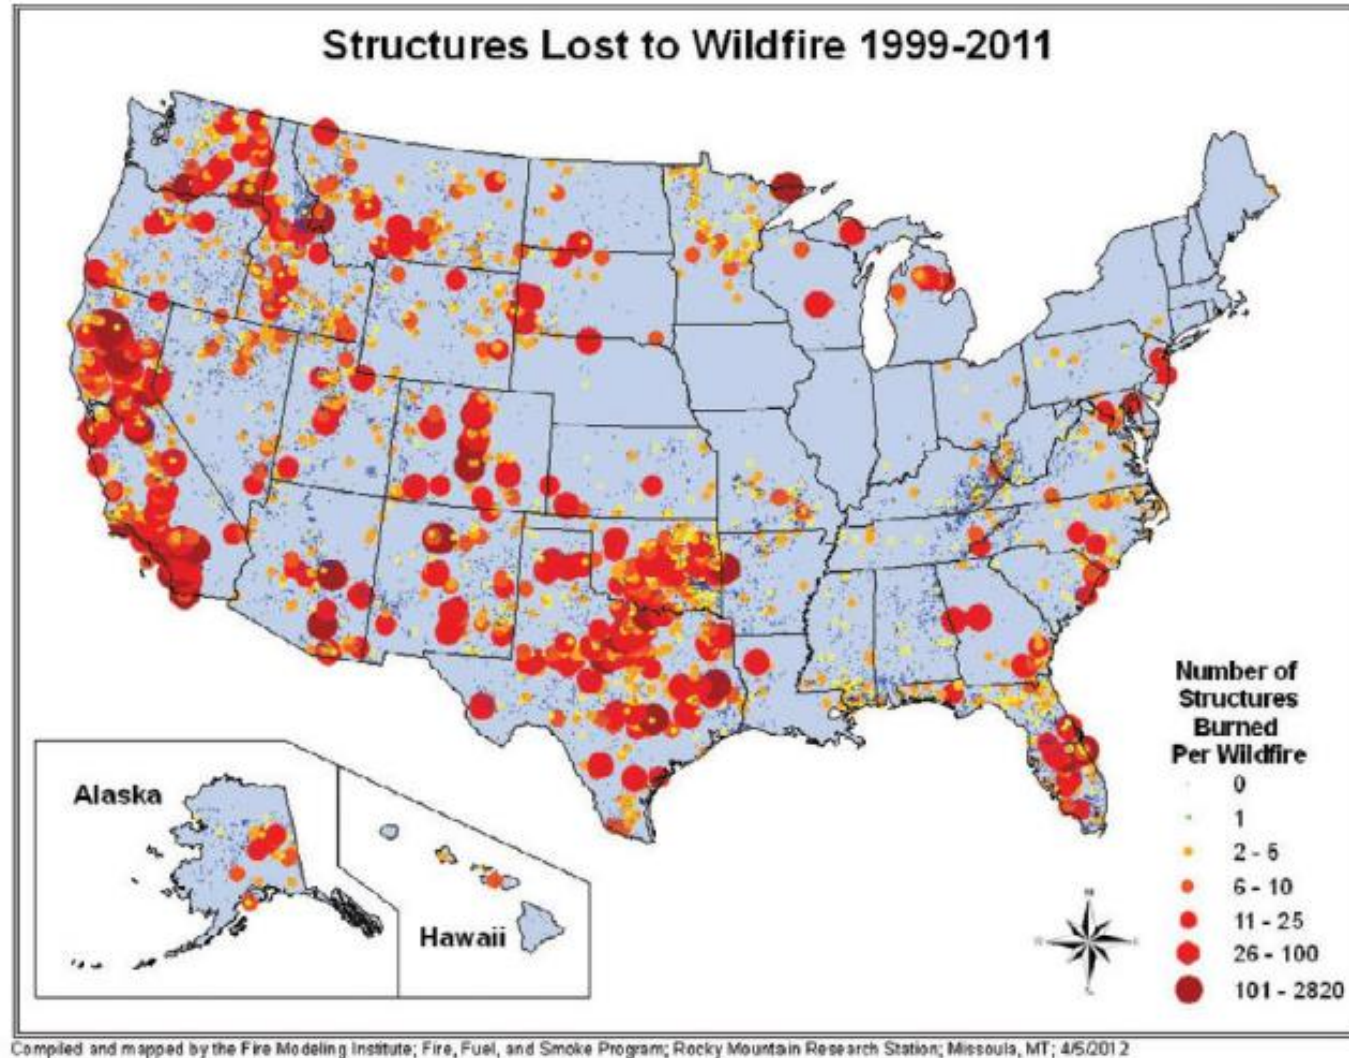 Structures Lost to Wildfire 1999-2011
Alaska
Hawaii
Number of
Structures
Burned
Per Wildfire
0
1
2 - 5
6 - 10
11 - 25
26 - 100
101 - 2820
Compiled and mapped by the Fire Modeling Institute; Fire, Fuel, and Smoke Program; Rocky Mountain Research Station; Missoula, MT; 4/5/2012